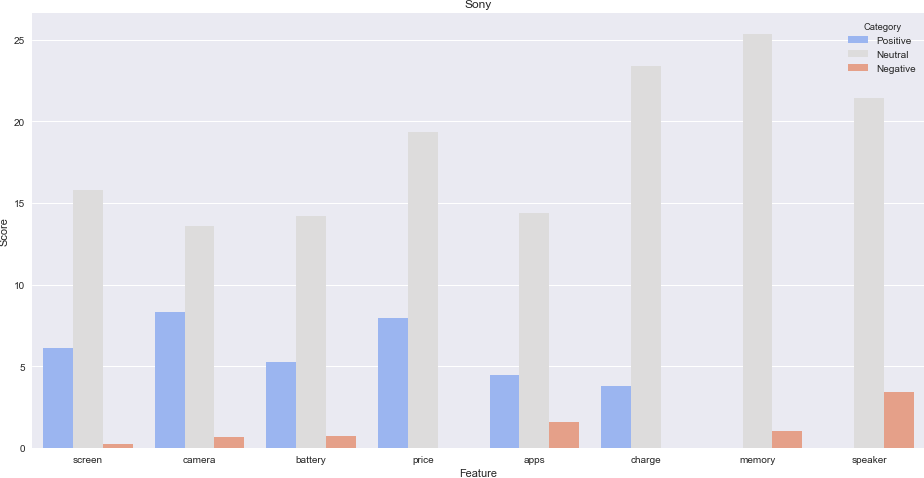 Sony
Category
Positive
Neutral
Negative
25
20
15
10
5
0
Score
screen camera battery price apps charge memory speaker
Feature